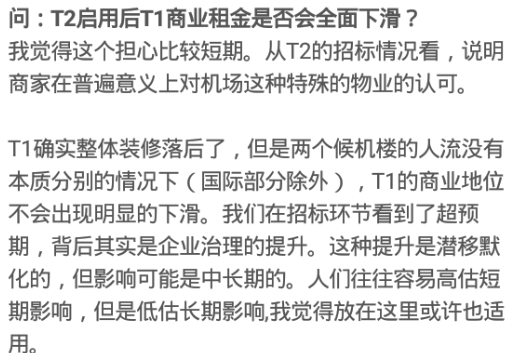 问：T2启用后T1商业租金是否会全面下滑？
我觉得这个担心比较短期。从T2的招标情况看，说明
商家在普遍意义上对机场这种特殊的物业的认可。
T1确实整体装修落后了，但是两个候机楼的人流没有
本质分别的情况下（国际部分除外），T1的商业地位
不会出现明显的下滑。我们在招标环节看到了超预
期，背后其实是企业治理的提升。这种提升是潜移默
化的，但影响可能是中长期的。人们往往容易高估短
期影响，但是低估长期影响,我觉得放在这里或许也适
用。